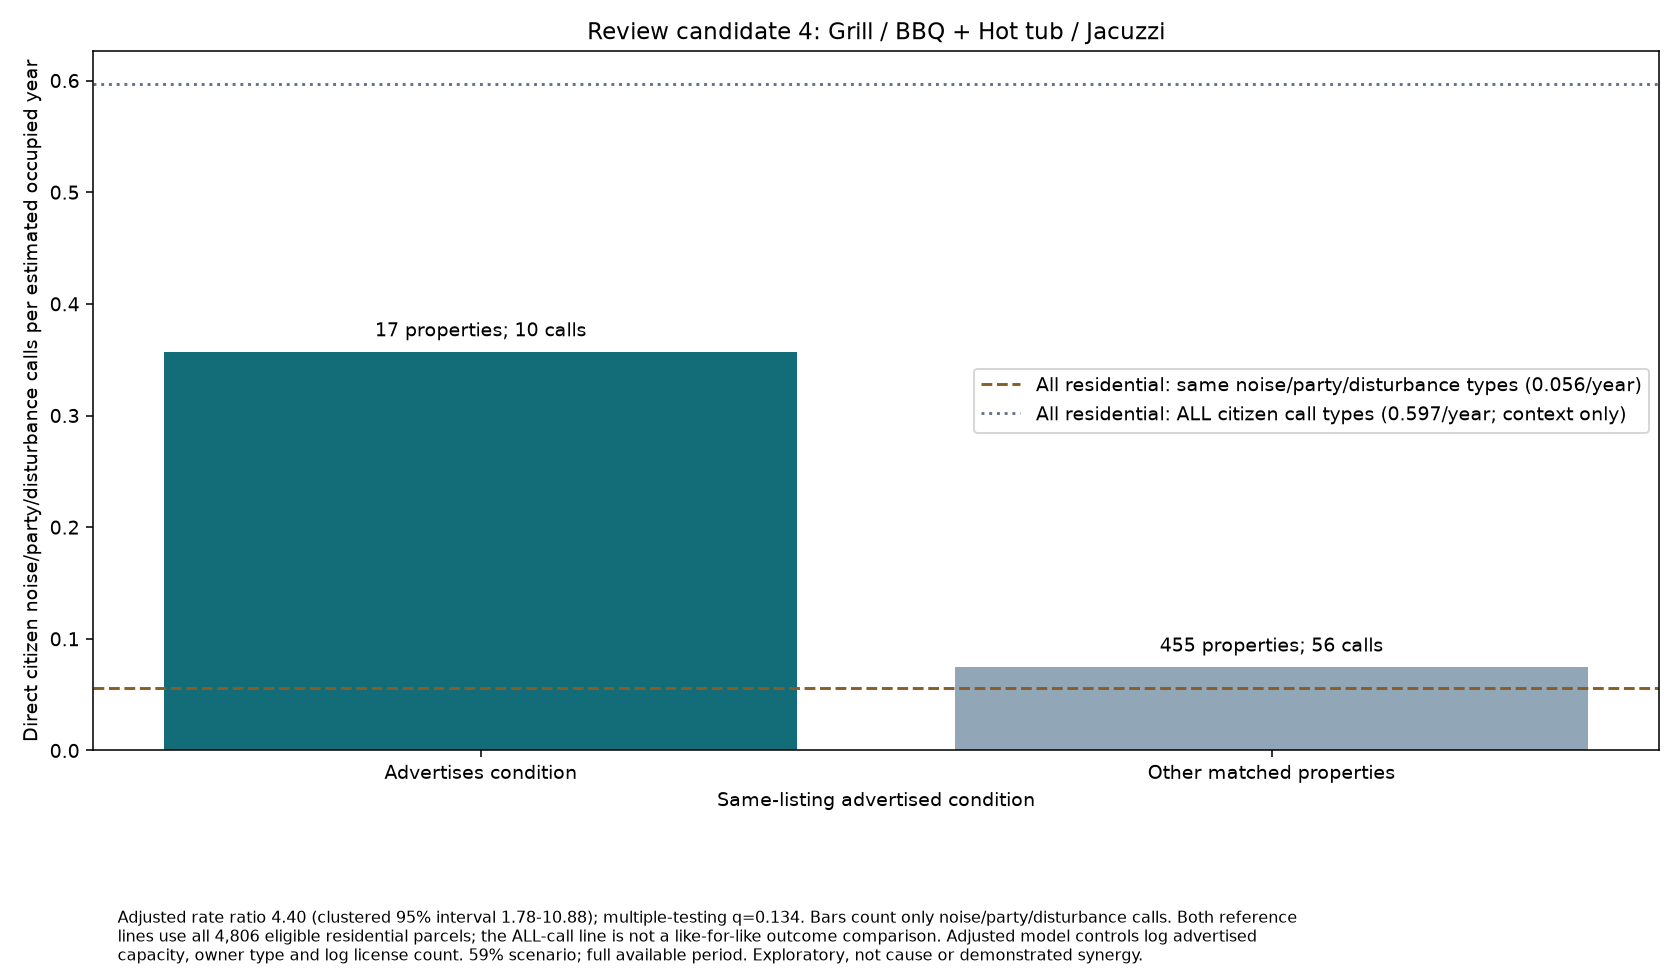 Review candidate 4: Grill / BBQ + Hot tub / Jacuzzi
Direct citizen noise/party/disturbance calls per estimated occupied year
0.6
0.5
0.4
0.3
0.2
0.1
0.0
17 properties; 10 calls
455 properties; 56 calls
All residential: same noise/party/disturbance types (0.056/year)
All residential: ALL citizen call types (0.597/year; context only)
Advertises condition
Other matched properties
Same-listing advertised condition
Adjusted rate ratio 4.40 (clustered 95% interval 1.78-10.88); multiple-testing q=0.134. Bars count only noise/party/disturbance calls. Both reference
lines use all 4,806 eligible residential parcels; the ALL-call line is not a like-for-like outcome comparison. Adjusted model controls log advertised
capacity, owner type and log license count. 59% scenario; full available period. Exploratory, not cause or demonstrated synergy.